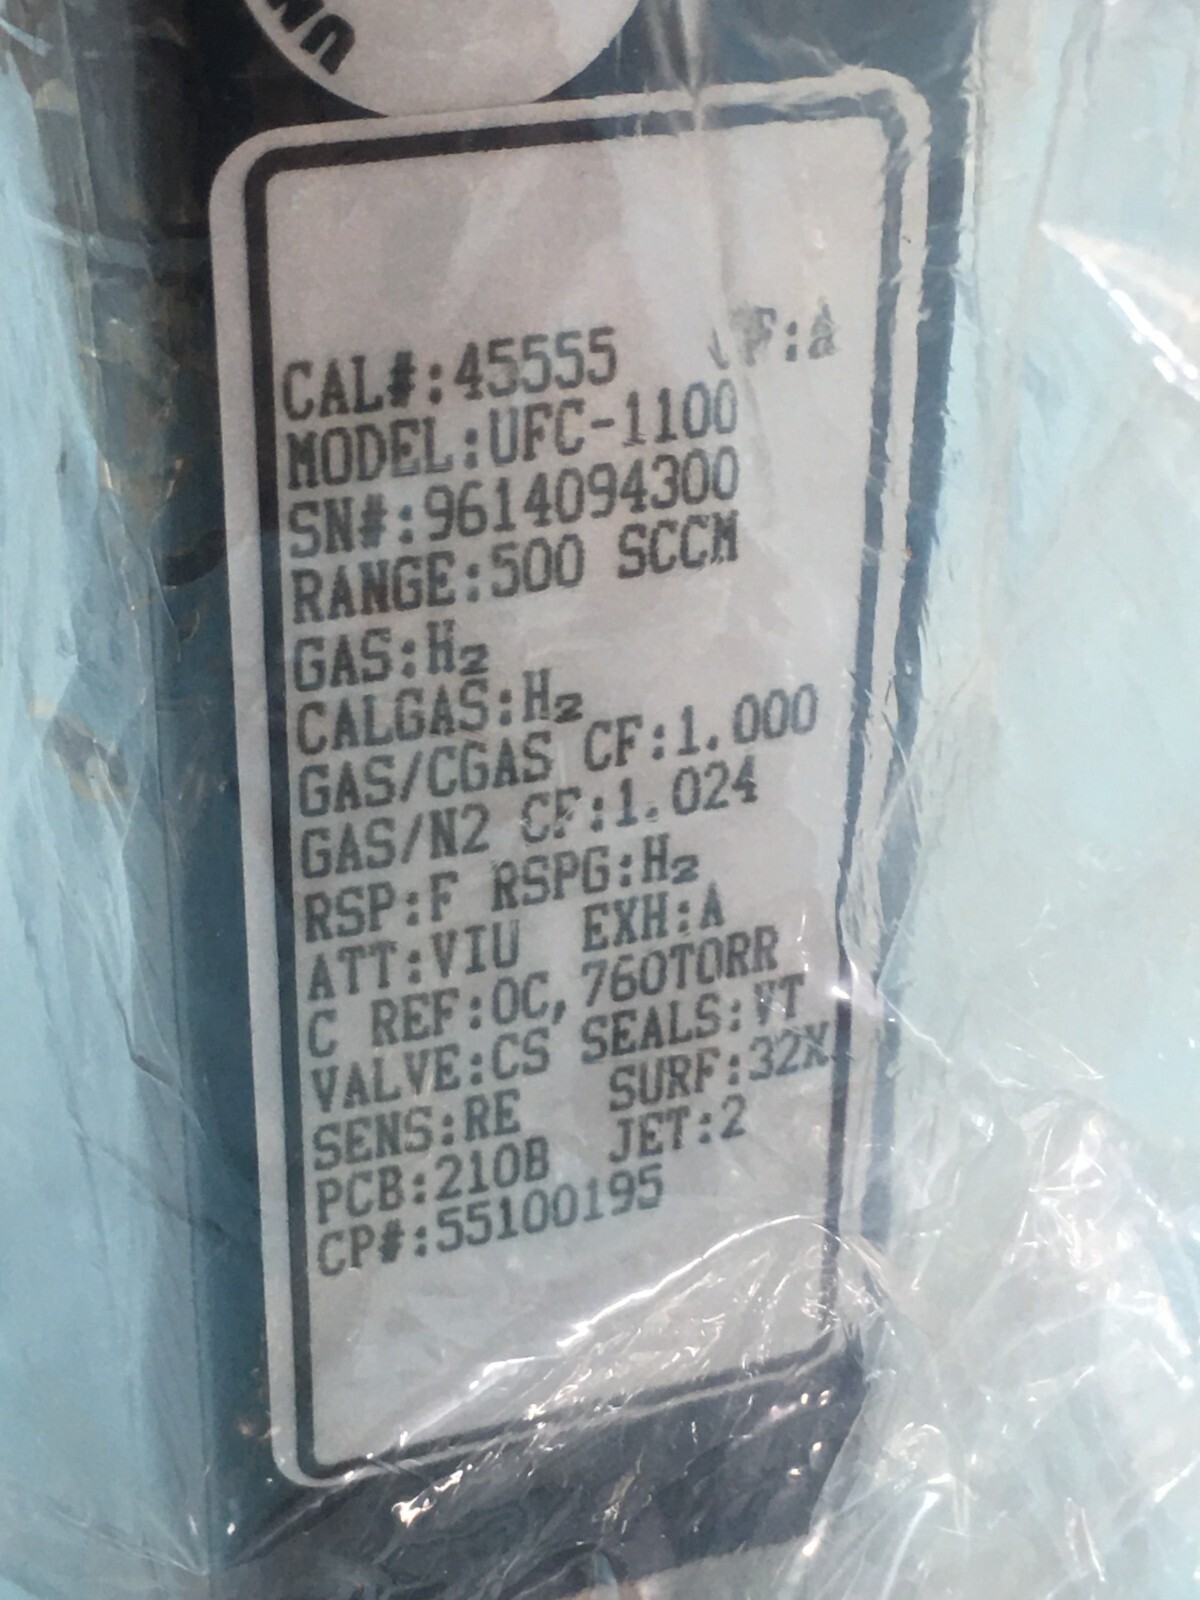 CAL#:45555
MODEL:UFC-1100
SN#:9614094300
RANGE:500 SCCM
GAS:H₂
CALGAS:H₂
GAS/CGAS CF:1.000
GAS/N2 CF:1.024
RSP:F RSPG:H₂
ATT:VIU EXH:A
C REF:0C,760TORR
VALVE:CS SEALS:VT
SENS:RE SURF:32X
PCB:210B JET:2
CP#:55100195